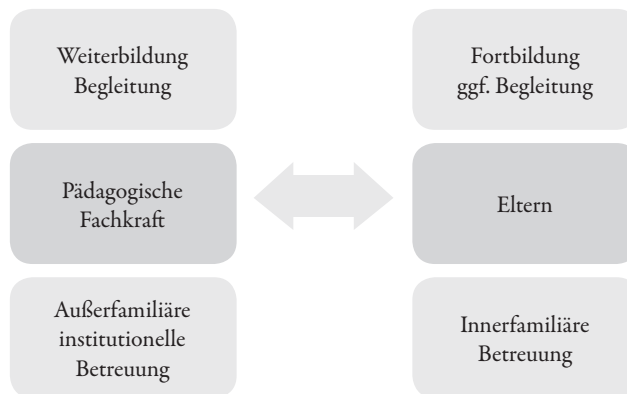 Weiterbildung
Begleitung
Fortbildung
ggf. Begleitung
Pädagogische
Fachkraft
Eltern
Außerfamiliäre
institutionelle
Betreuung
Innerfamiliäre
Betreuung